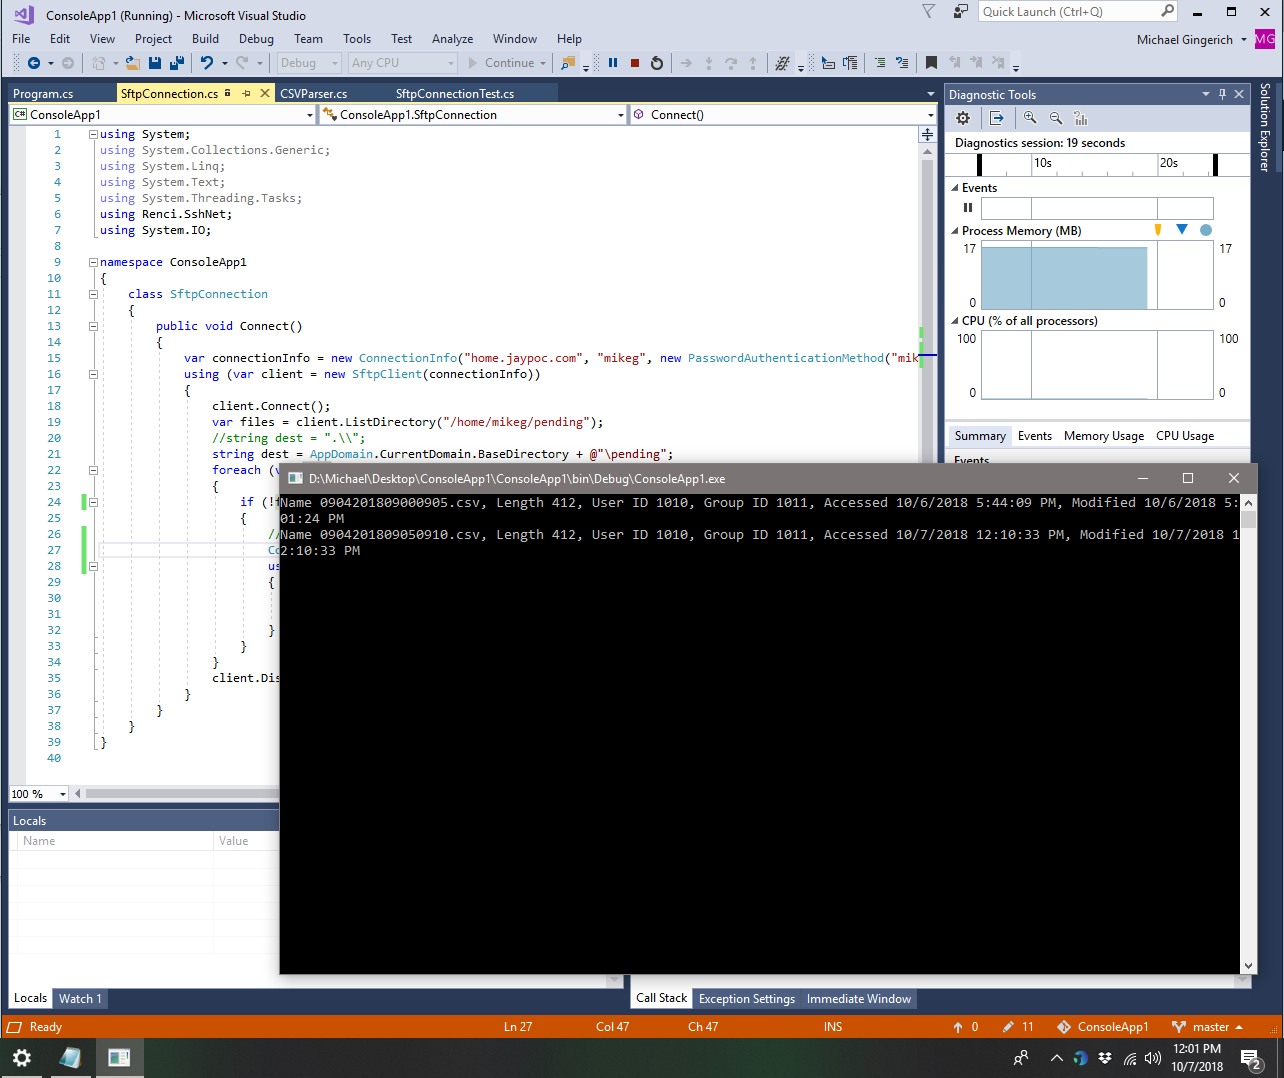 ConsoleApp1 (Running) - Microsoft Visual Studio
Quick Launch (Ctrl+Q)
File Edit View Project Build Debug Team Tools Test Analyze Window Help
Michael Gingerich MG
Debug Any CPU Continue
Program.cs SftpConnection.cs CSVParser.cs SftpConnectionTest.cs
C# ConsoleApp1 ConsoleApp1.SftpConnection Connect()
1 using System;
2 using System.Collections.Generic;
3 using System.Linq;
4 using System.Text;
5 using System.Threading.Tasks;
6 using Renci.SshNet;
7 using System.IO;
8
9 namespace ConsoleApp1
10 {
11 class SftpConnection
12 {
13 public void Connect()
14 {
15 var connectionInfo = new ConnectionInfo("home.jaypoc.com", "mikeg", new PasswordAuthenticationMethod("mik
16 using (var client = new SftpClient(connectionInfo))
17 {
18 client.Connect();
19 var files = client.ListDirectory("/home/mikeg/pending");
20 //string dest = ".\\";
21 string dest = AppDomain.CurrentDomain.BaseDirectory + @"\pending";
22 foreach (v
23 {
24 if (!f
25 {
26 //
27 Co
28 us
29 {
30
31
32 }
33 }
34 }
35 client.Dis
36 }
37 }
38 }
39 }
40
100 %
Diagnostic Tools
Diagnostics session: 19 seconds
10s 20s
Events
Process Memory (MB)
17 17
0 0
CPU (% of all processors)
100 100
0 0
Summary Events Memory Usage CPU Usage
Events
Solution Explorer
D:\Michael\Desktop\ConsoleApp1\ConsoleApp1\bin\Debug\ConsoleApp1.exe
Name 0904201809000905.csv, Length 412, User ID 1010, Group ID 1011, Accessed 10/6/2018 5:44:09 PM, Modified 10/6/2018 5:
01:24 PM
Name 0904201809050910.csv, Length 412, User ID 1010, Group ID 1011, Accessed 10/7/2018 12:10:33 PM, Modified 10/7/2018 1
2:10:33 PM
Locals
Name Value
Locals Watch 1
Call Stack Exception Settings Immediate Window
Ready Ln 27 Col 47 Ch 47 INS 0 11 ConsoleApp1 master
12:01 PM
10/7/2018
2